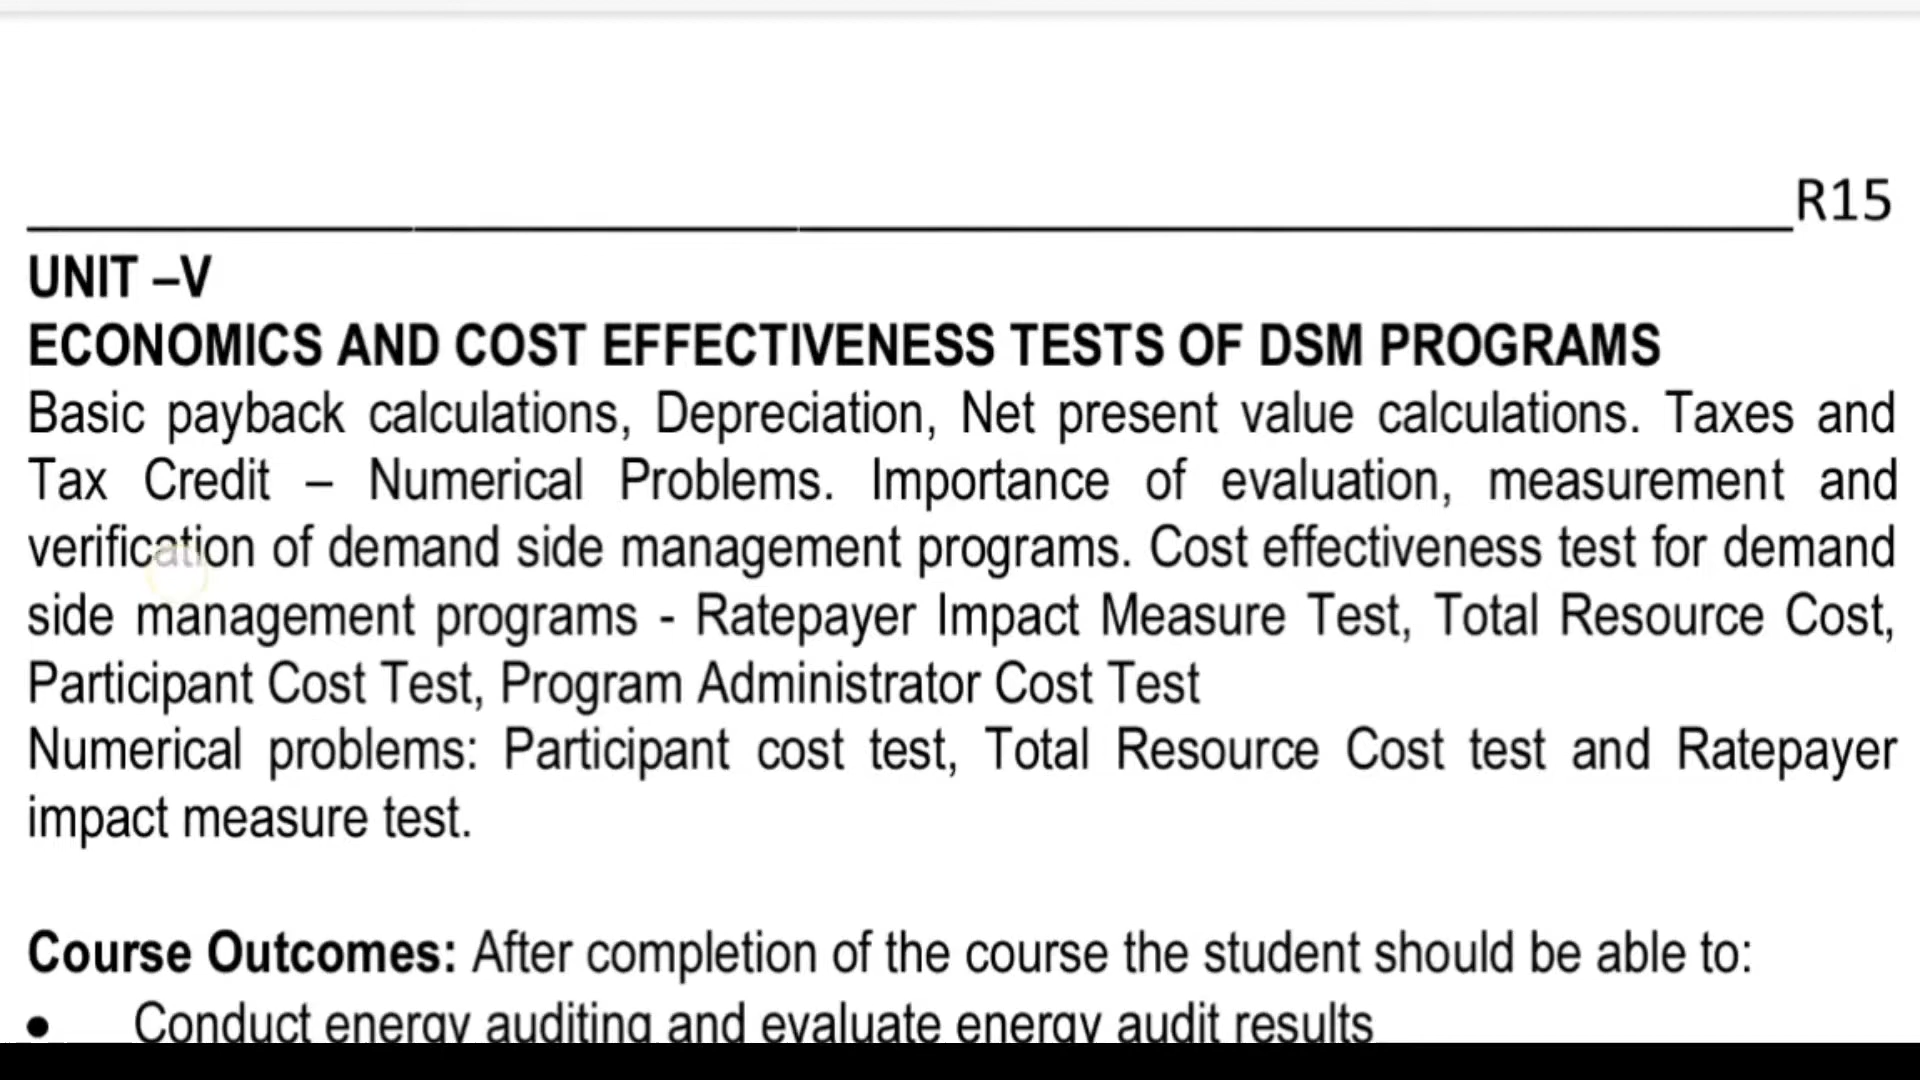 R15
UNIT –V
ECONOMICS AND COST EFFECTIVENESS TESTS OF DSM PROGRAMS
Basic payback calculations, Depreciation, Net present value calculations. Taxes and
Tax Credit – Numerical Problems. Importance of evaluation, measurement and
verification of demand side management programs. Cost effectiveness test for demand
side management programs - Ratepayer Impact Measure Test, Total Resource Cost,
Participant Cost Test, Program Administrator Cost Test
Numerical problems: Participant cost test, Total Resource Cost test and Ratepayer
impact measure test.
Course Outcomes: After completion of the course the student should be able to:
• Conduct energy auditing and evaluate energy audit results